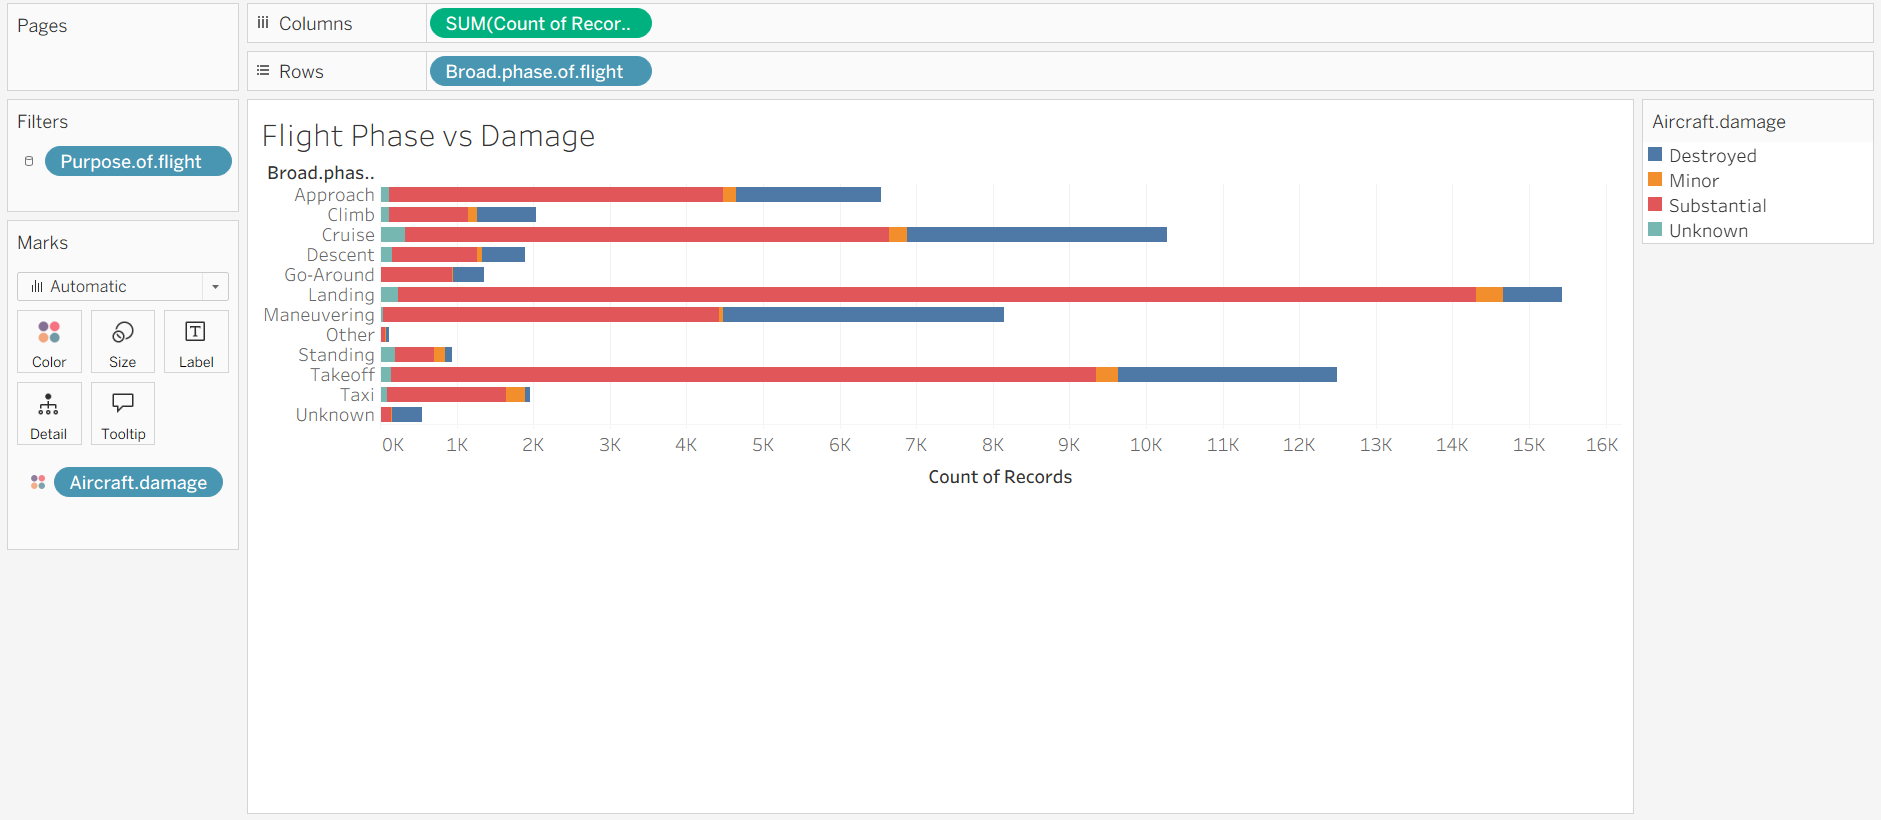 Pages
Columns
SUM(Count of Recor..
Rows
Broad.phase.of.flight
Filters
Purpose.of.flight
Marks
Automatic
Color
Size
Label
Detail
Tooltip
Aircraft.damage
Flight Phase vs Damage
Broad.phas..
Approach
Climb
Cruise
Descent
Go-Around
Landing
Maneuvering
Other
Standing
Takeoff
Taxi
Unknown
0K 1K 2K 3K 4K 5K 6K 7K 8K 9K 10K 11K 12K 13K 14K 15K 16K
Count of Records
Aircraft.damage
Destroyed
Minor
Substantial
Unknown